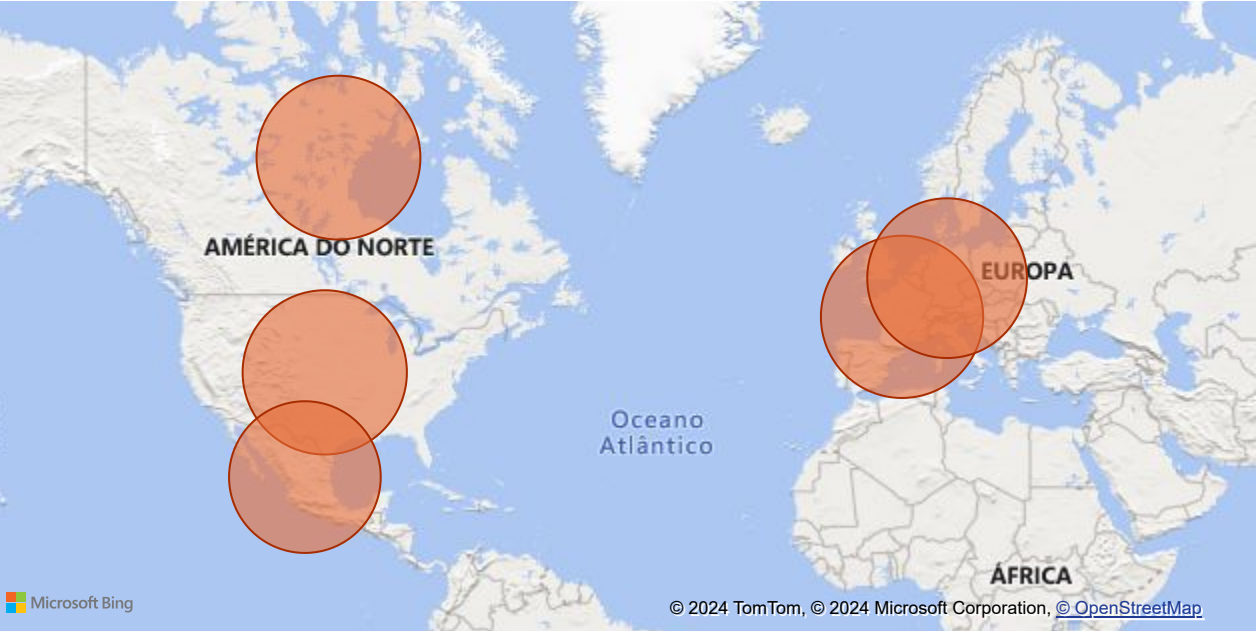 AMÉRICA DO NORTE
EUROPA
Oceano
Atlântico
ÁFRICA
Microsoft Bing
© 2024 TomTom, © 2024 Microsoft Corporation, © OpenStreetMap